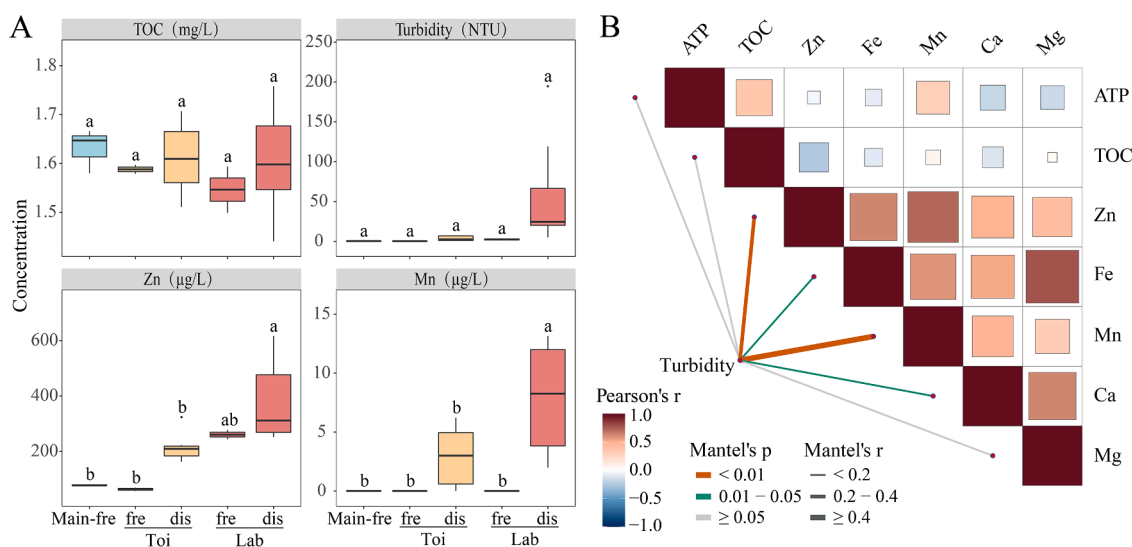 A
TOC (mg/L)
Turbidity (NTU)
1.8
1.7
1.6
1.5
a
a
a
a
a
250
200
150
100
50
0
a
a
a
a
a
Concentration
Zn (μg/L)
Mn (μg/L)
600
400
200
b
b
b
ab
a
15
10
5
0
b
b
b
b
a
Main-fre fre dis fre dis
Toi Lab
Main-fre fre dis fre dis
Toi Lab
B
ATP TOC Zn Fe Mn Ca Mg
ATP
TOC
Zn
Fe
Mn
Ca
Mg
Turbidity
Pearson's r
1.0
0.5
0.0
−0.5
−1.0
Mantel's p
< 0.01
0.01 − 0.05
≥ 0.05
Mantel's r
< 0.2
0.2 − 0.4
≥ 0.4